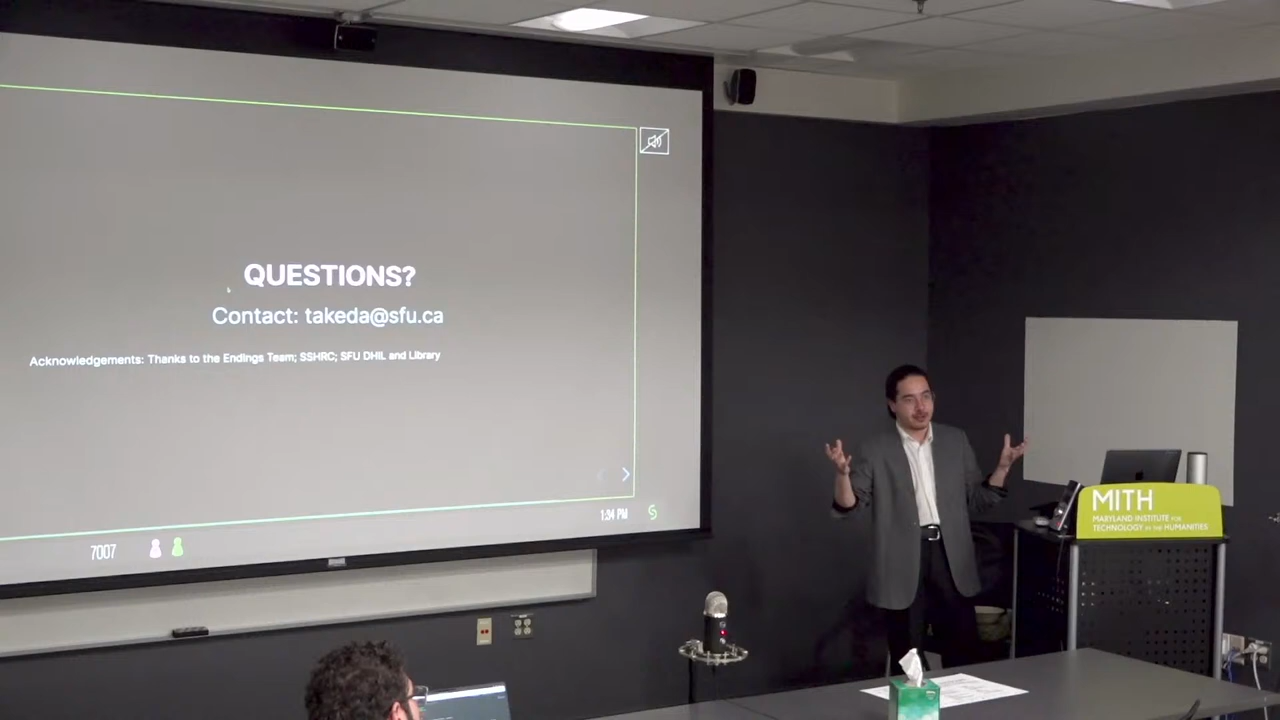 QUESTIONS?
Contact: takeda@sfu.ca
Acknowledgements: Thanks to the Endings Team; SSHRC; SFU DHIL and Library
1:34 PM
7007
MITH
MARYLAND INSTITUTE FOR
TECHNOLOGY IN THE HUMANITIES